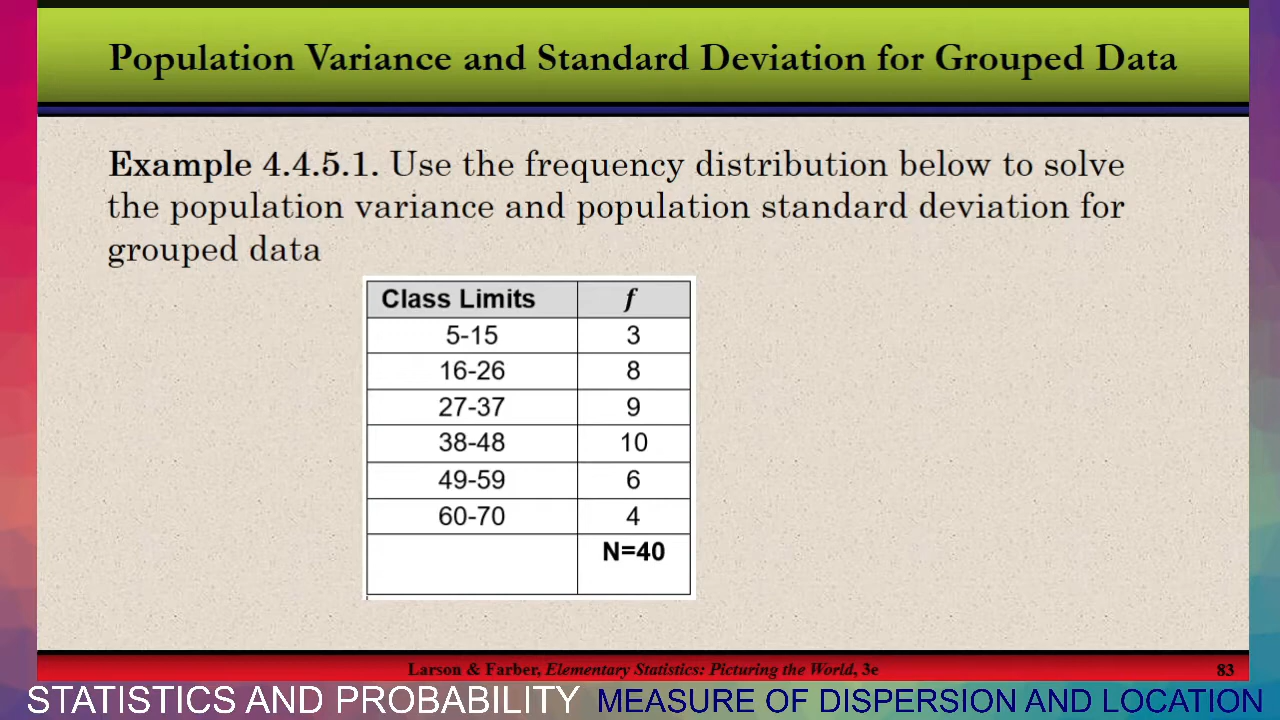 Population Variance and Standard Deviation for Grouped Data
Example 4.4.5.1. Use the frequency distribution below to solve
the population variance and population standard deviation for
grouped data
Class Limits f
5-15 3
16-26 8
27-37 9
38-48 10
49-59 6
60-70 4
N=40
Larson & Farber, Elementary Statistics: Picturing the World, 3e 83
STATISTICS AND PROBABILITY MEASURE OF DISPERSION AND LOCATION